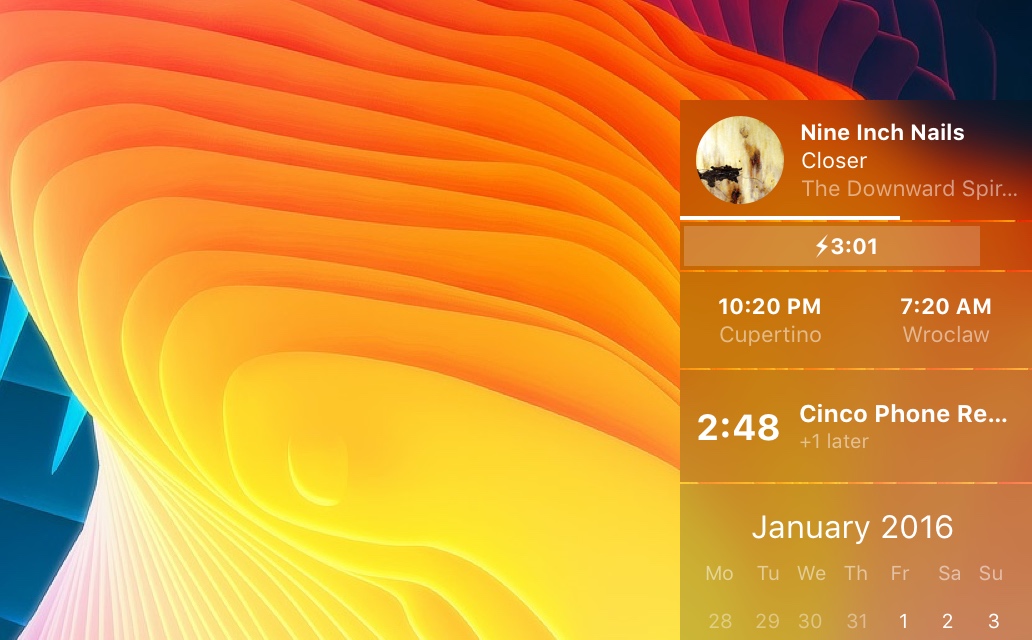 Nine Inch Nails
Closer
The Downward Spir...
3:01
10:20 PM 7:20 AM
Cupertino Wroclaw
2:48 Cinco Phone Re...
+1 later
January 2016
Mo Tu We Th Fr Sa Su
28 29 30 31 1 2 3